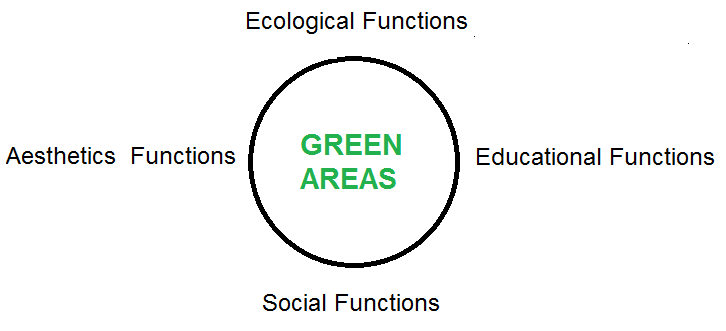 Ecological Functions
GREEN
AREAS
Aesthetics Functions
Educational Functions
Social Functions